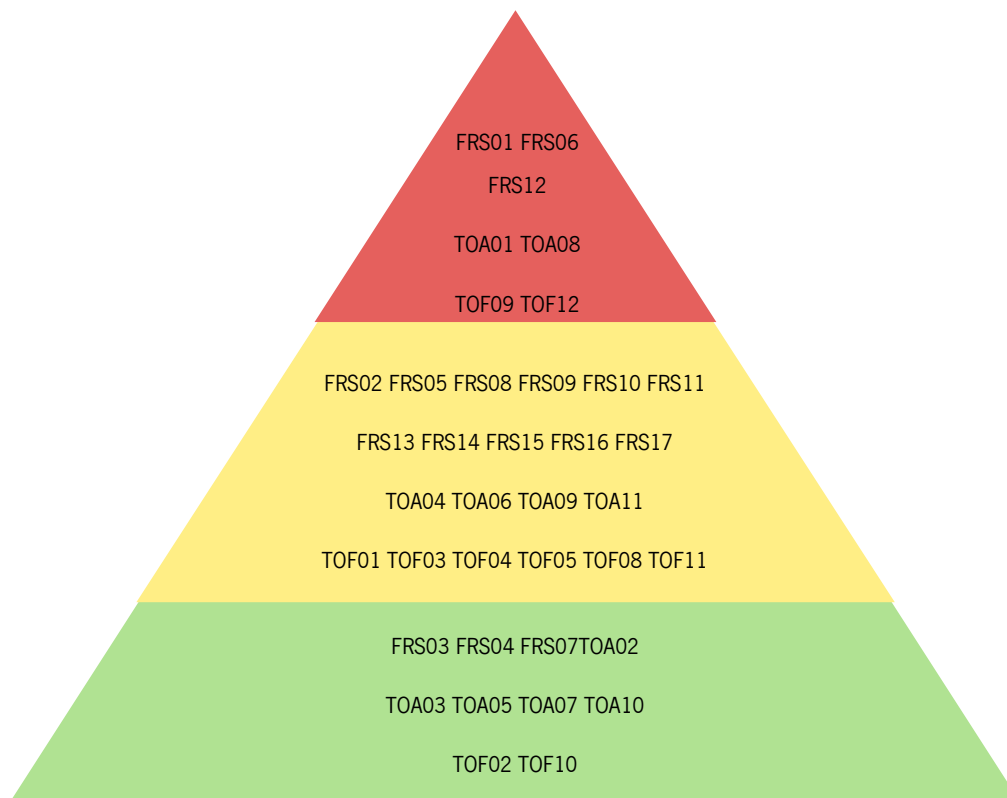 FRS01 FRS06
FRS12
TOA01 TOA08
TOF09 TOF12
FRS02 FRS05 FRS08 FRS09 FRS10 FRS11
FRS13 FRS14 FRS15 FRS16 FRS17
TOA04 TOA06 TOA09 TOA11
TOF01 TOF03 TOF04 TOF05 TOF08 TOF11
FRS03 FRS04 FRS07TOA02
TOA03 TOA05 TOA07 TOA10
TOF02 TOF10